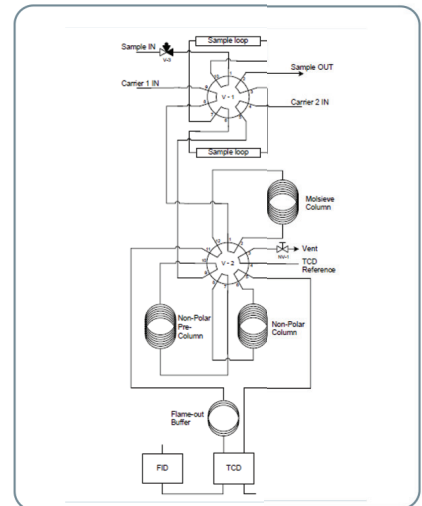 Sample loop
Sample IN
V-3
Sample OUT
Carrier 1 IN
V - 1
Carrier 2 IN
Sample loop
Molsieve
Column
Vent
NV-1
V - 2
TCD
Reference
Non-Polar
Pre-
Column
Non-Polar
Column
Flame-out
Buffer
FID
TCD